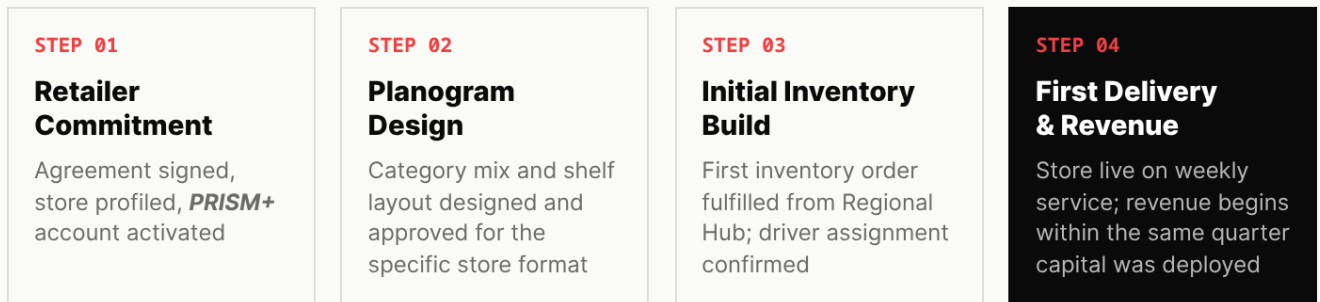 STEP 01
Retailer
Commitment
Agreement signed,
store profiled, PRISM+
account activated
STEP 02
Planogram
Design
Category mix and shelf
layout designed and
approved for the
specific store format
STEP 03
Initial Inventory
Build
First inventory order
fulfilled from Regional
Hub; driver assignment
confirmed
STEP 04
First Delivery
& Revenue
Store live on weekly
service; revenue begins
within the same quarter
capital was deployed